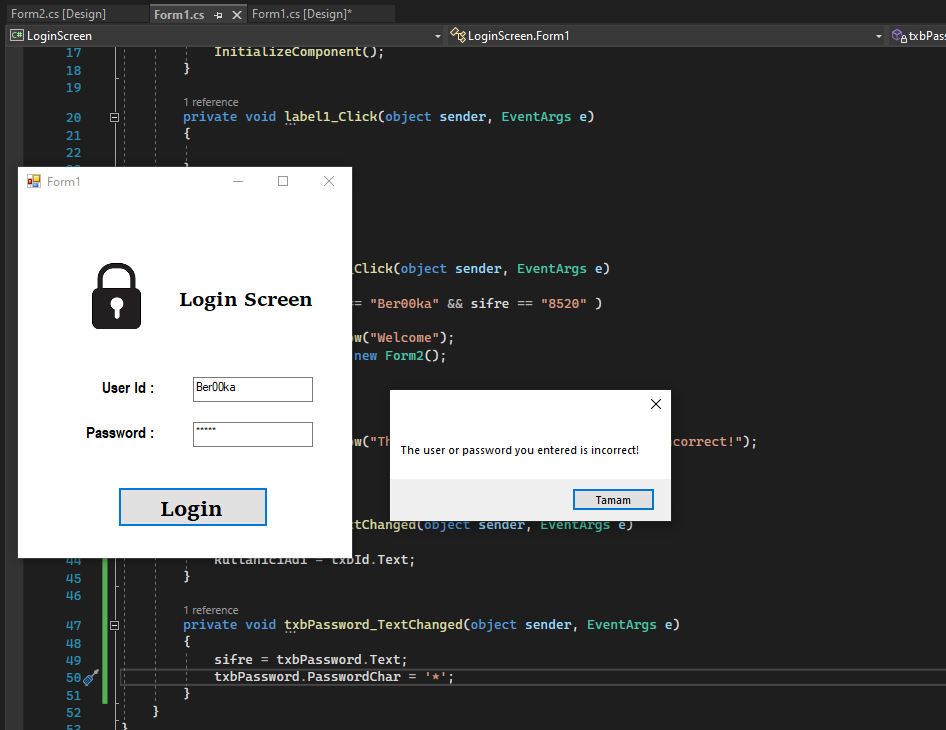 Form2.cs [Design]
Form1.cs
Form1.cs [Design]*
C# LoginScreen
LoginScreen.Form1
txbPass
17 InitializeComponent();
18 }
19
1 reference
20 private void label1_Click(object sender, EventArgs e)
21 {
22
Form1
Login Screen
User Id :
Ber00ka
Password :
*****
Login
_Click(object sender, EventArgs e)
== "Ber00ka" && sifre == "8520" )
ow("Welcome");
new Form2();
ow("Th
correct!");
The user or password you entered is incorrect!
Tamam
tChanged(object sender, EventArgs e)
44 KullaniciAdi = txbId.Text;
45 }
46
1 reference
47 private void txbPassword_TextChanged(object sender, EventArgs e)
48 {
49 sifre = txbPassword.Text;
50 txbPassword.PasswordChar = '*';
51 }
52 }
53 }